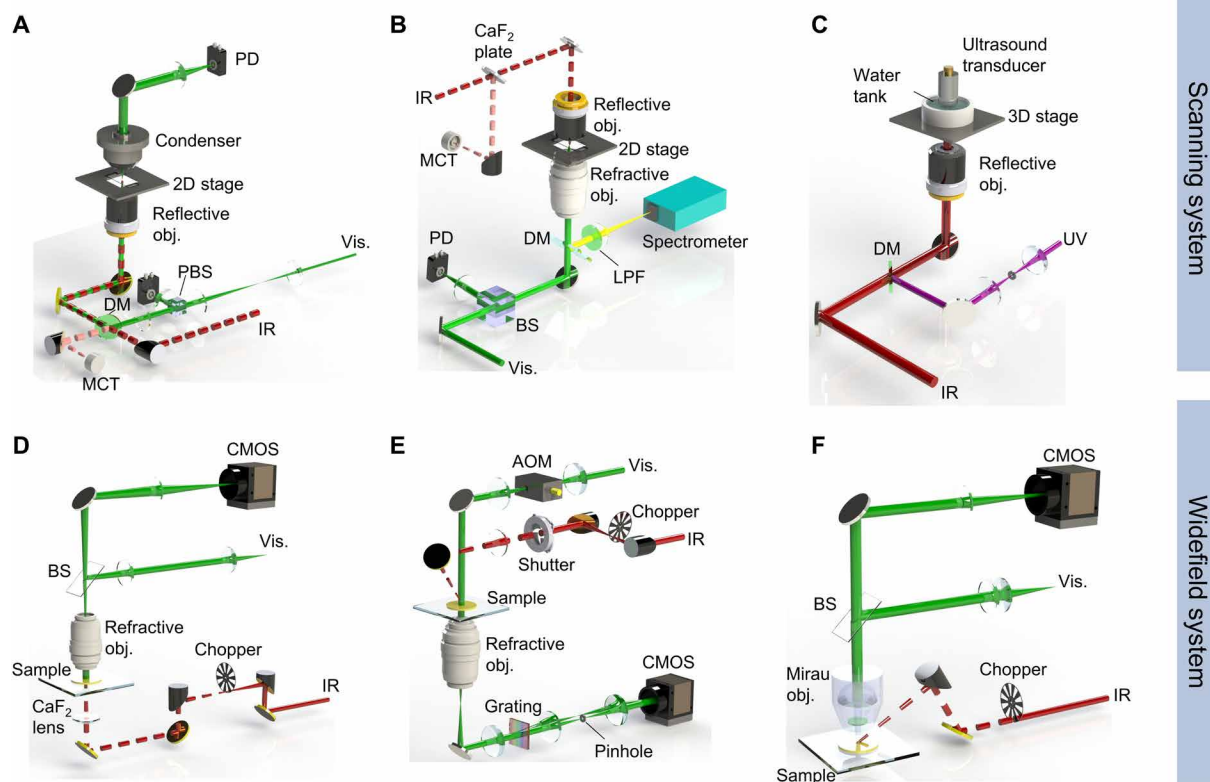 A
PD
Condenser
2D stage
Reflective
obj.
PBS
Vis.
DM
IR
MCT
B
CaF₂
plate
IR
Reflective
obj.
MCT
2D stage
Refractive
obj.
PD
DM
Spectrometer
LPF
BS
Vis.
C
Ultrasound
transducer
Water
tank
3D stage
Reflective
obj.
DM
UV
IR
Scanning system
D
CMOS
Vis.
BS
Refractive
obj.
Sample
Chopper
IR
CaF₂
lens
E
AOM
Vis.
Chopper
IR
Shutter
Sample
Refractive
obj.
CMOS
Grating
Pinhole
F
CMOS
Vis.
BS
Mirau
obj.
Chopper
IR
Sample
Widefield system